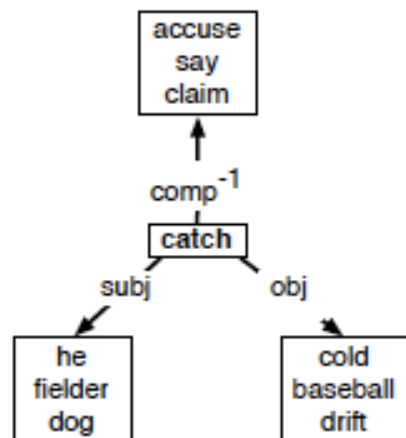 accuse
say
claim
comp⁻¹
catch
subj obj
he
fielder
dog
cold
baseball
drift